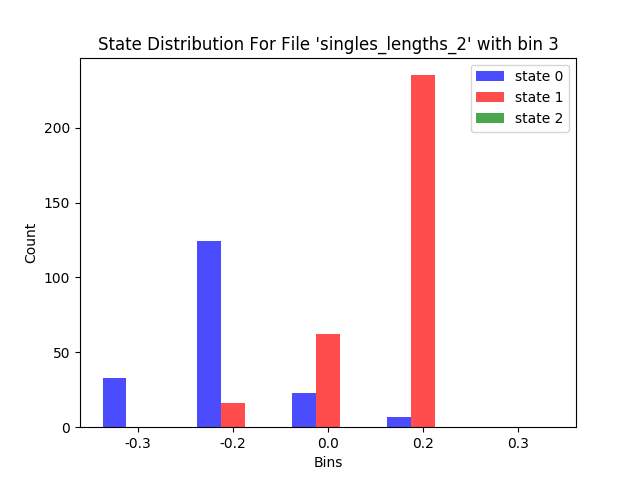 State Distribution For File 'singles_lengths_2' with bin 3
state 0
state 1
state 2
200
150
100
50
0
Count
-0.3 -0.2 0.0 0.2 0.3
Bins